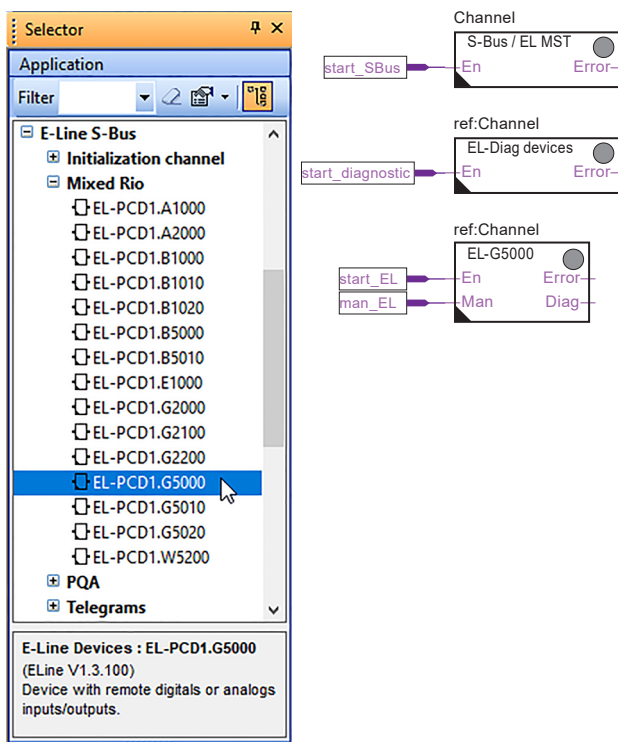 Selector
Application
Filter
E-Line S-Bus
Initialization channel
Mixed Rio
EL-PCD1.A1000
EL-PCD1.A2000
EL-PCD1.B1000
EL-PCD1.B1010
EL-PCD1.B1020
EL-PCD1.B5000
EL-PCD1.B5010
EL-PCD1.E1000
EL-PCD1.G2000
EL-PCD1.G2100
EL-PCD1.G2200
EL-PCD1.G5000
EL-PCD1.G5010
EL-PCD1.G5020
EL-PCD1.W5200
PQA
Telegrams
E-Line Devices : EL-PCD1.G5000
(ELine V1.3.100)
Device with remote digitals or analogs
inputs/outputs.
Channel
S-Bus / EL MST
start_SBus En Error
ref:Channel
EL-Diag devices
start_diagnostic En Error
ref:Channel
EL-G5000
start_EL En Error
man_EL Man Diag